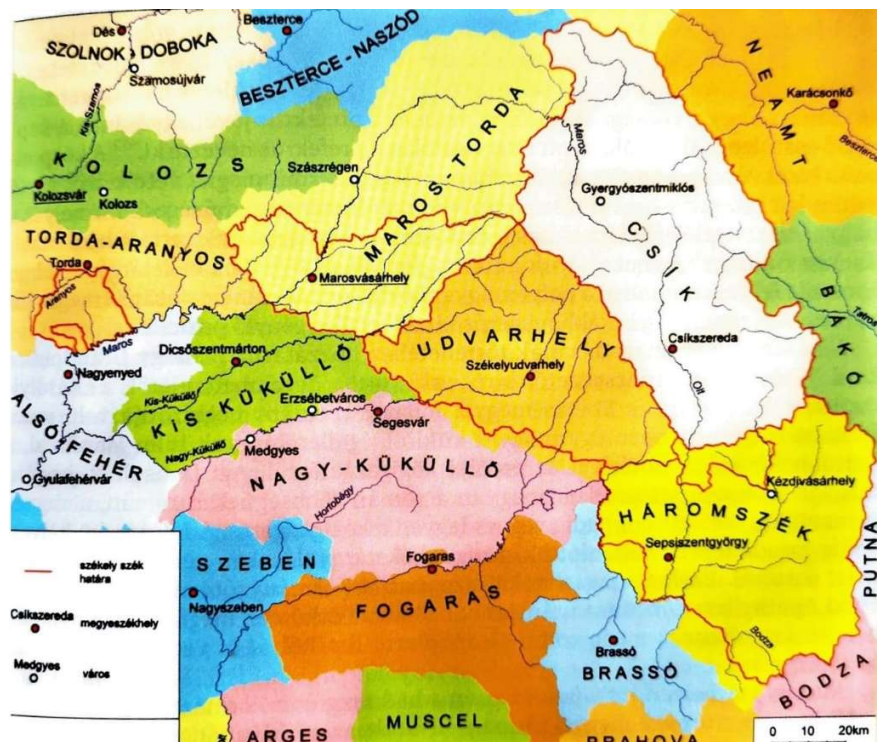 Dés
SZOLNOK-DOBOKA
Szamosújvár
Kis-Szamos
Beszterce
BESZTERCE-NASZÓD
NEAMT
Karácsonkő
Beszterce
KOLOZS
Kolozsvár
Kolozs
Szászrégen
MAROS-TORDA
Maros
Gyergyószentmiklós
CSIK
TORDA-ARANYOS
Torda
Aranyos
Marosvásárhely
BÁKÓ
Tatros
Maros
Dicsőszentmárton
UDVARHELY
Székelyudvarhely
Csíkszereda
Olt
Nagyenyed
Kis-Küküllő
KIS-KÜKÜLLŐ
Erzsébetváros
Segesvár
ALSÓ-FEHÉR
Nagy-Küküllő
Medgyes
NAGY-KÜKÜLLŐ
Gyulafehérvár
Hortobágy
Kézdivásárhely
HÁROMSZÉK
Sepsiszentgyörgy
PUTNA
SZEBEN
Nagyszeben
Fogaras
FOGARAS
Brassó
BRASSÓ
Bodza
BODZA
ARGES
MUSCEL
PRAHOVA
székely szék
határa
Csíkszereda
megyeszékhely
Medgyes
város
0 10 20km